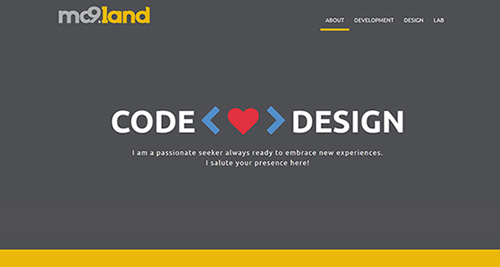 mc9.land
ABOUT DEVELOPMENT DESIGN LAB
CODE DESIGN
I am a passionate seeker always ready to embrace new experiences.
I salute your presence here!